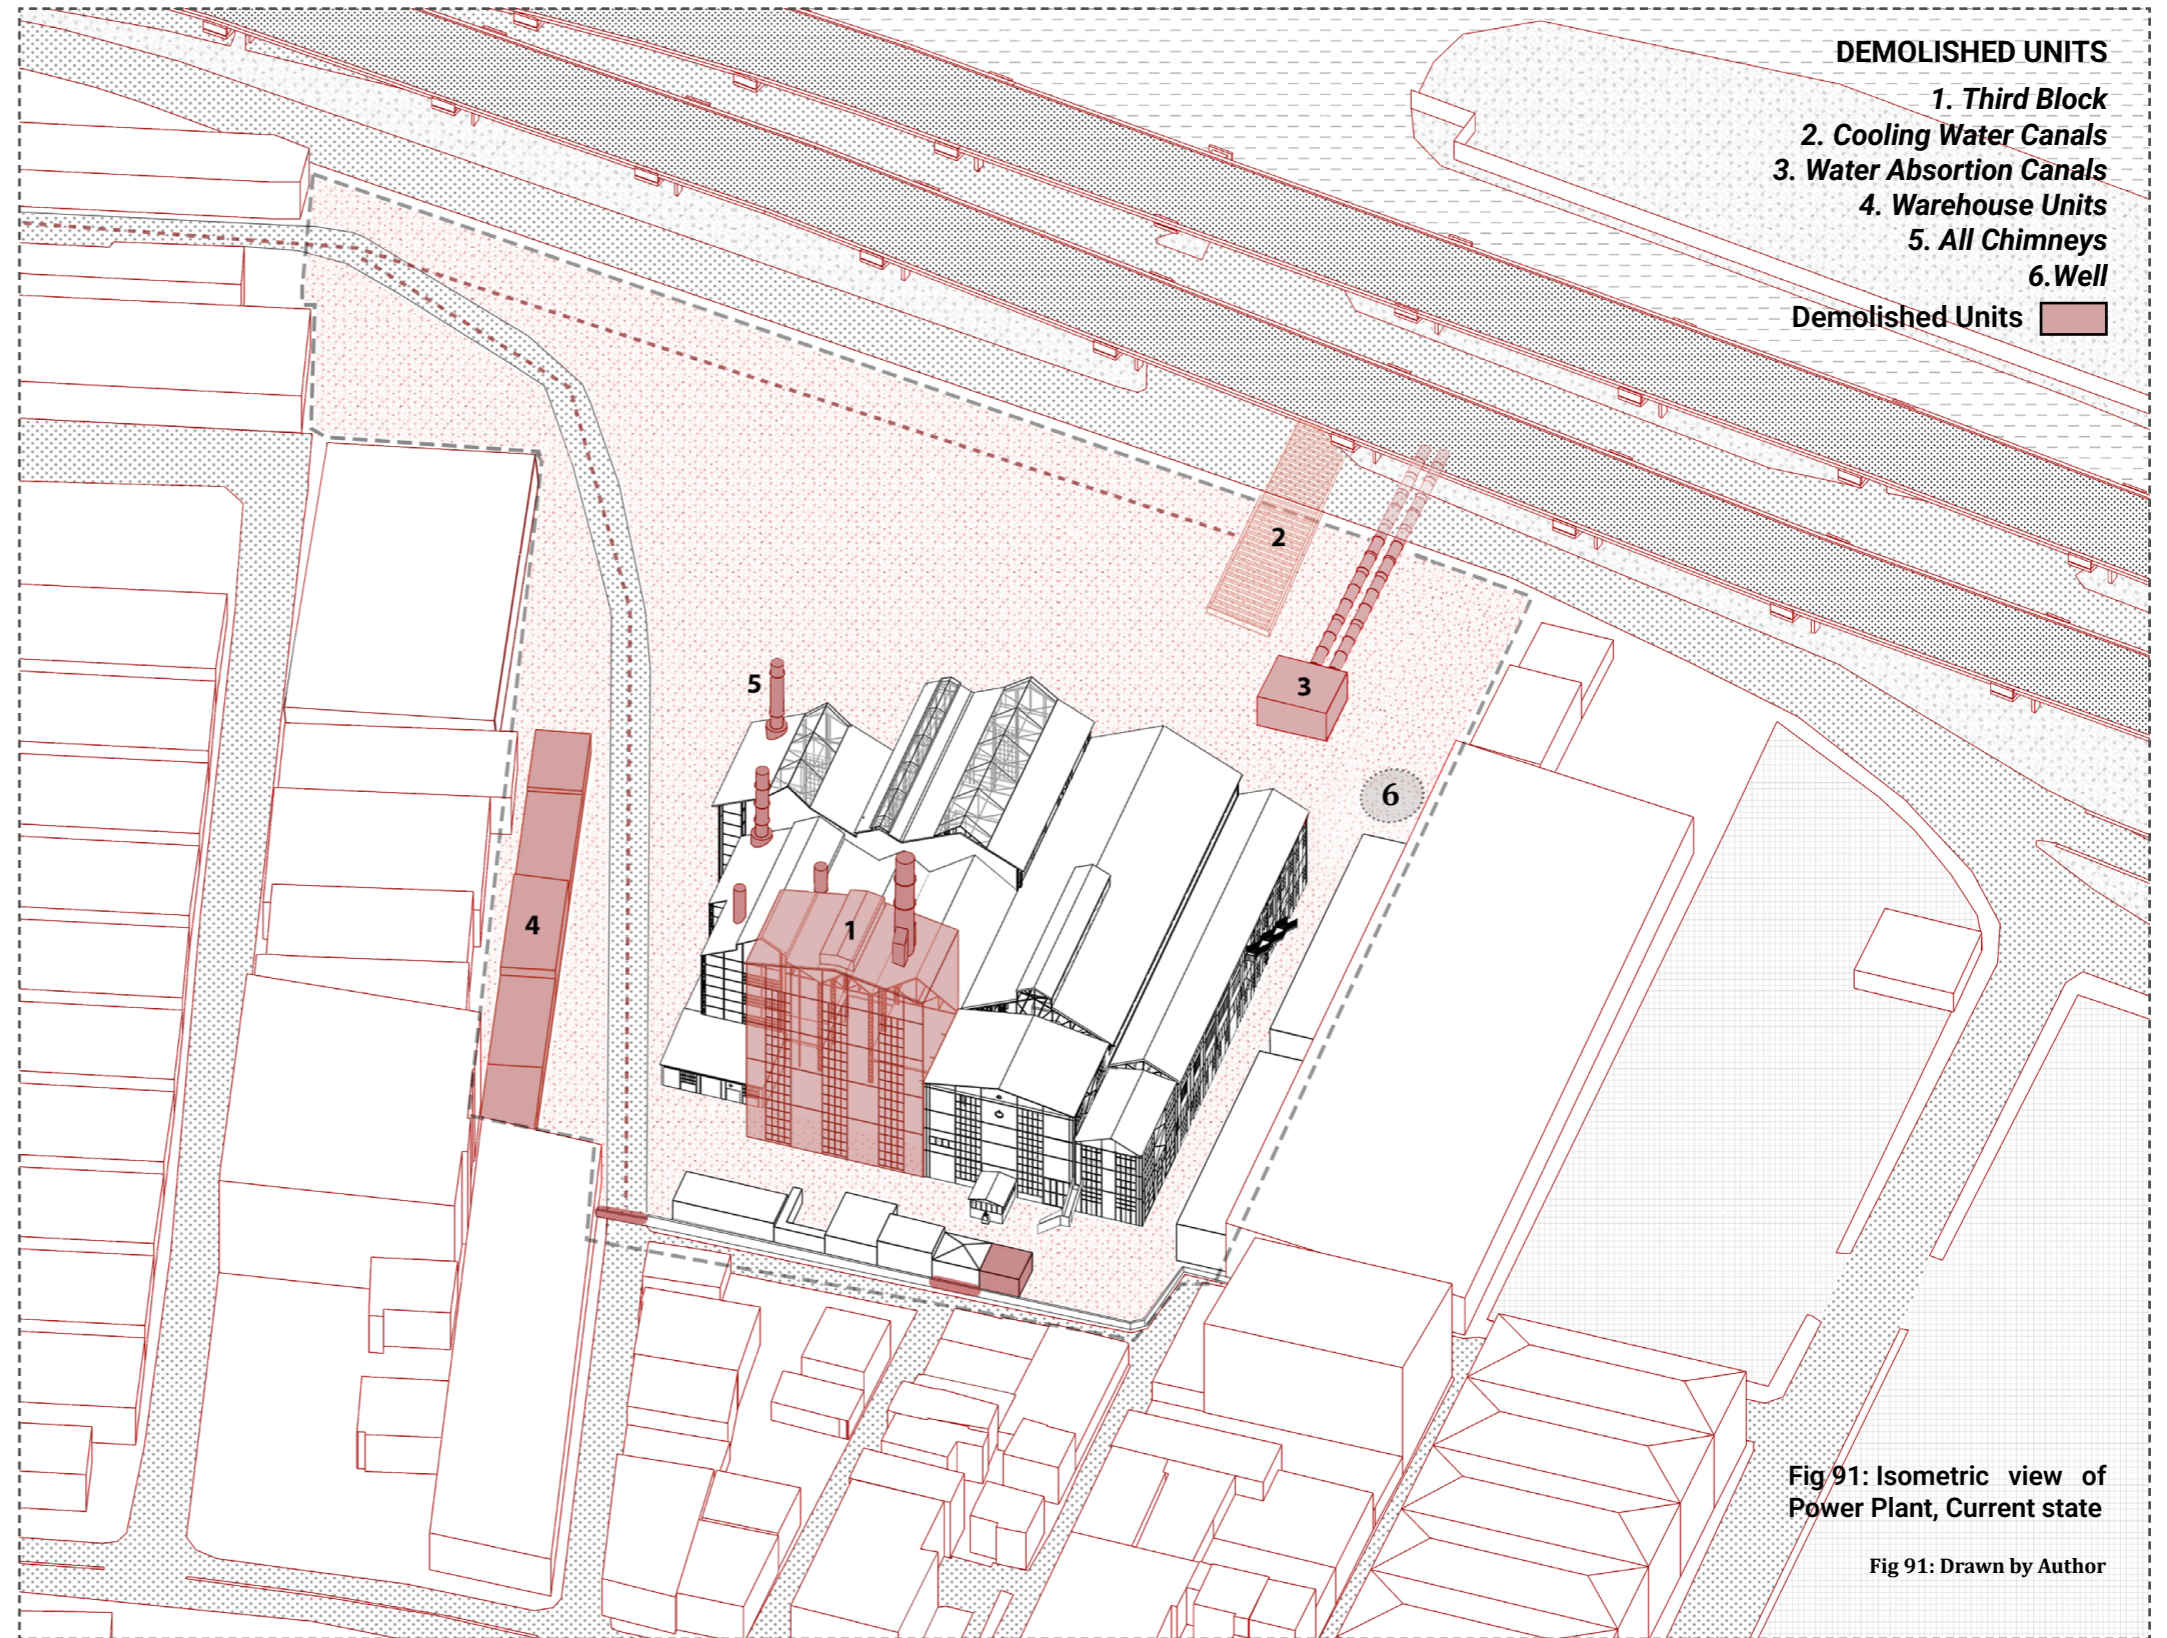 DEMOLISHED UNITS
1. Third Block
2. Cooling Water Canals
3. Water Absortion Canals
4. Warehouse Units
5. All Chimneys
6.Well
Demolished Units
2
5
3
6
4
1
Fig 91: Isometric view of
Power Plant, Current state
Fig 91: Drawn by Author